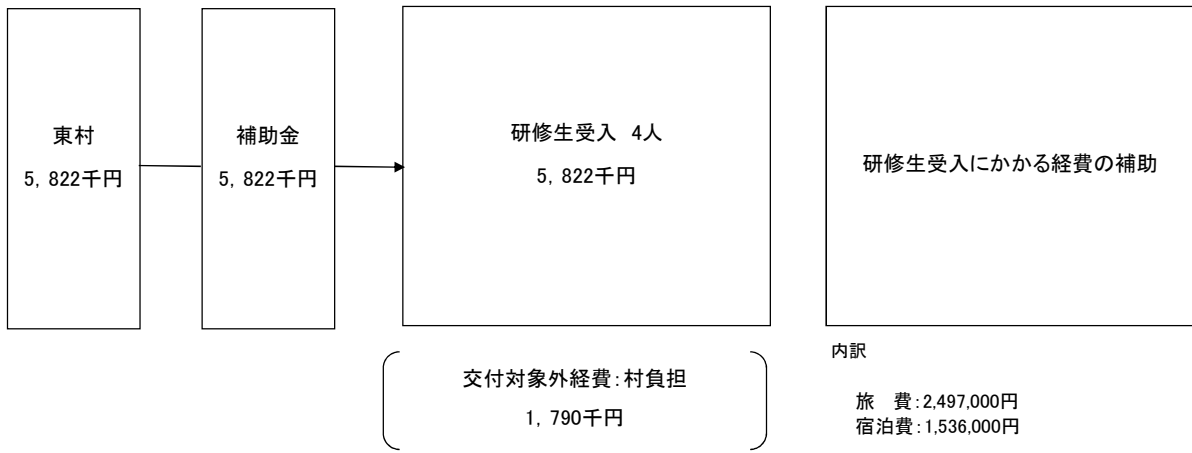 東村
5, 822千円
補助金
5, 822千円
研修生受入 4人
5, 822千円
研修生受入にかかる経費の補助
交付対象外経費:村負担
1, 790千円
内訳
旅 費:2,497,000円
宿泊費:1,536,000円